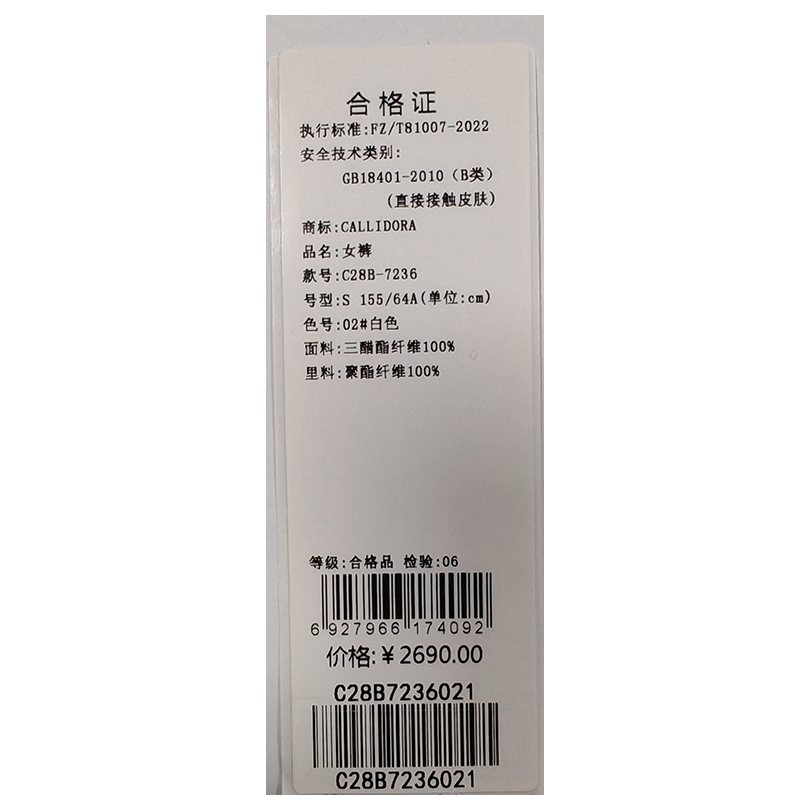 合格证
执行标准:FZ/T81007-2022
安全技术类别:
GB18401-2010（B类）
(直接接触皮肤)
商标:CALLIDORA
品名:女裤
款号:C28B-7236
号型:S 155/64A(单位:cm)
色号:02#白色
面料:三醋酯纤维100%
里料:聚酯纤维100%
等级:合格品 检验:06
6 927966 174092
价格:¥2690.00
C28B7236021
C28B7236021